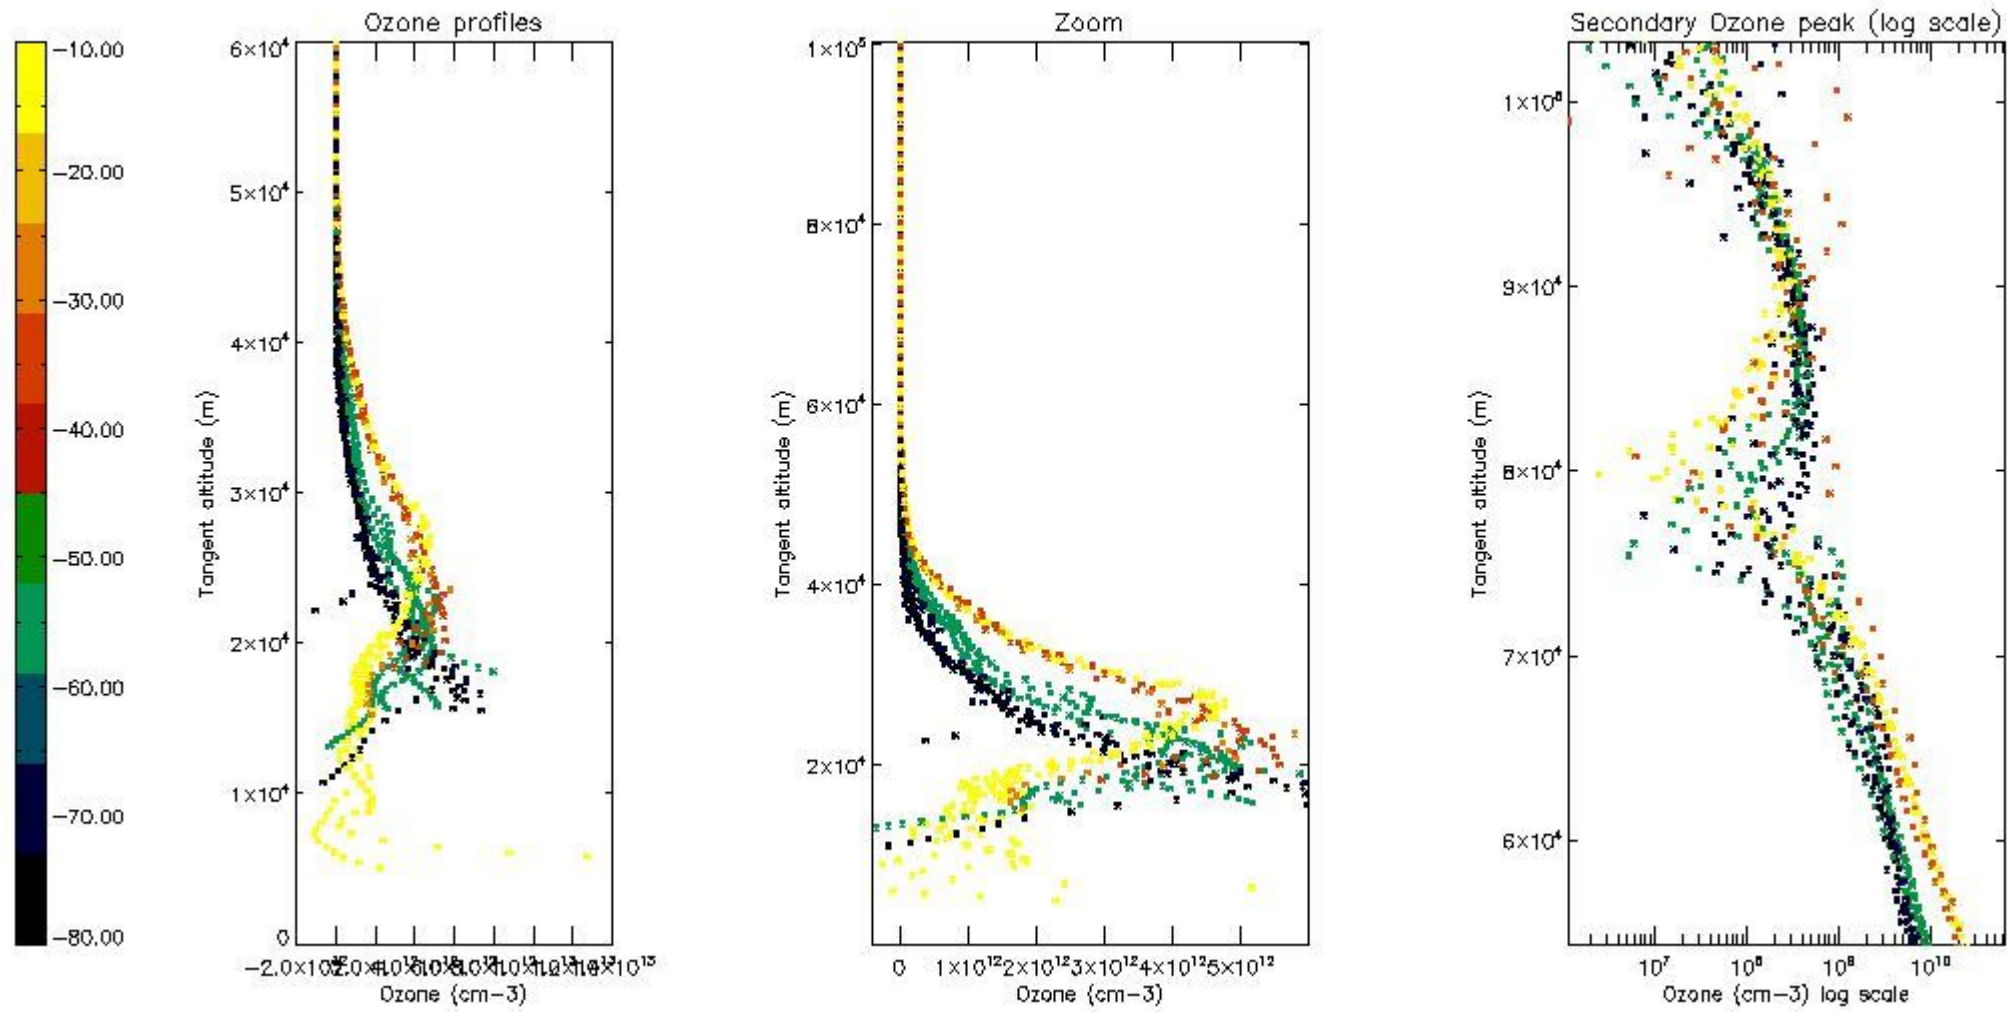 Ozone profiles
Zoom
Secondary Ozone peak (log scale)
-10.00
-20.00
-30.00
-40.00
-50.00
-60.00
-70.00
-80.00
6×10⁴
5×10⁴
4×10⁴
3×10⁴
2×10⁴
1×10⁴
0
Tangent altitude (m)
Ozone (cm-3)
1×10⁵
8×10⁴
6×10⁴
4×10⁴
2×10⁴
Tangent altitude (m)
0 1×10¹² 2×10¹² 3×10¹² 4×10¹² 5×10¹²
Ozone (cm-3)
9×10⁴
8×10⁴
7×10⁴
6×10⁴
Tangent altitude (m)
10⁷ 10⁸ 10⁹ 10¹⁰
Ozone (cm-3) log scale